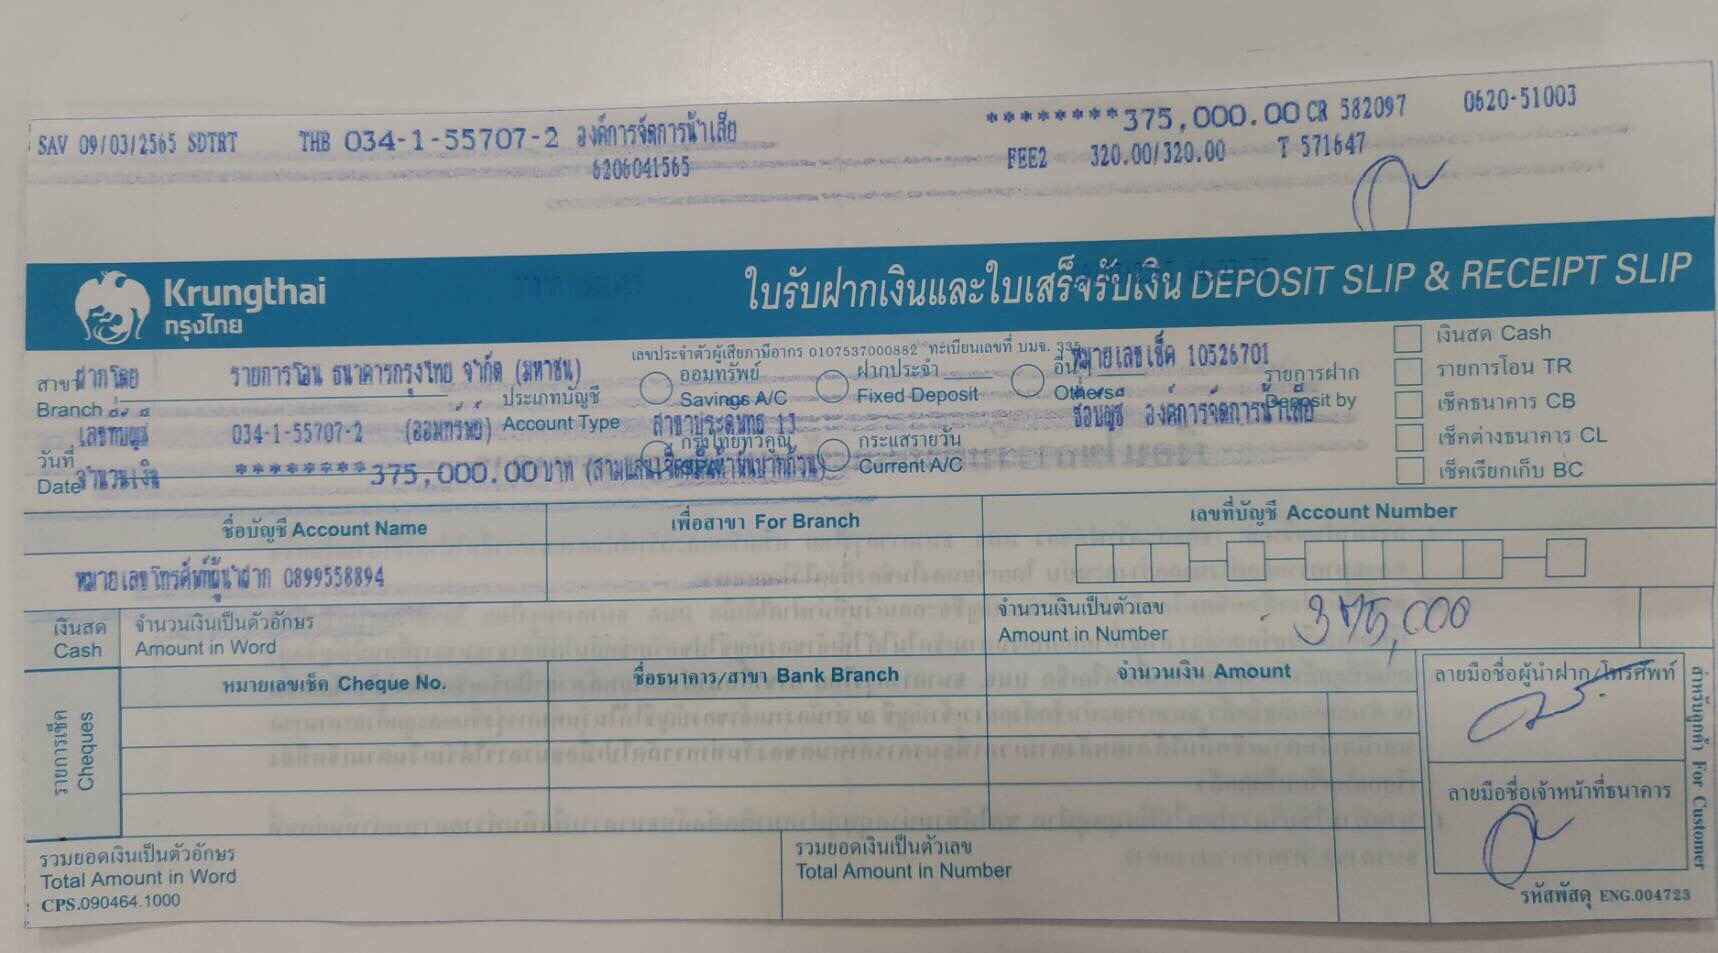 SAV 09/03/2565 SDTRT THB 034-1-55707-2 องค์การจัดการน้ำเสีย ********375,000.00 CR 582097 0620-51003
6206041565 FEE2 320.00/320.00 T 571647
Krungthai
กรุงไทย
ใบรับฝากเงินและใบเสร็จรับเงิน DEPOSIT SLIP & RECEIPT SLIP
เลขประจำตัวผู้เสียภาษีอากร 0107537000882 ทะเบียนเลขที่ บมจ. 335
หมายเลขเช็ค 10526701
สาขา ฝากโดย รายการโอน ธนาคารกรุงไทย จำกัด (มหาชน)
Branch
ประเภทบัญชี
Account Type
ออมทรัพย์
Savings A/C
ฝากประจำ
Fixed Deposit
อื่นๆ
Others
รายการฝาก
Deposit by
เงินสด Cash
รายการโอน TR
เช็คธนาคาร CB
เช็คต่างธนาคาร CL
เช็คเรียกเก็บ BC
เลขที่บัญชี 034-1-55707-2 (ออมทรัพย์)
ชื่อบัญชี องค์การจัดการน้ำเสีย
กรุงไทยทวีคูณ
กระแสรายวัน
Current A/C
วันที่
Date
จำนวนเงิน ********375,000.00 บาท (สามแสนเจ็ดหมื่นห้าพันบาทถ้วน)
ชื่อบัญชี Account Name
เพื่อสาขา For Branch
เลขที่บัญชี Account Number
หมายเลขโทรศัพท์ผู้นำฝาก 0899558894
เงินสด
Cash
จำนวนเงินเป็นตัวอักษร
Amount in Word
จำนวนเงินเป็นตัวเลข
Amount in Number
375,000
รายการเช็ค
Cheques
หมายเลขเช็ค Cheque No.
ชื่อธนาคาร/สาขา Bank Branch
จำนวนเงิน Amount
ลายมือชื่อผู้นำฝาก/โทรศัพท์
ลายมือชื่อเจ้าหน้าที่ธนาคาร
สำหรับลูกค้า For Customer
รวมยอดเงินเป็นตัวอักษร
Total Amount in Word
รวมยอดเงินเป็นตัวเลข
Total Amount in Number
CPS.090464.1000
รหัสพัสดุ ENG.004723